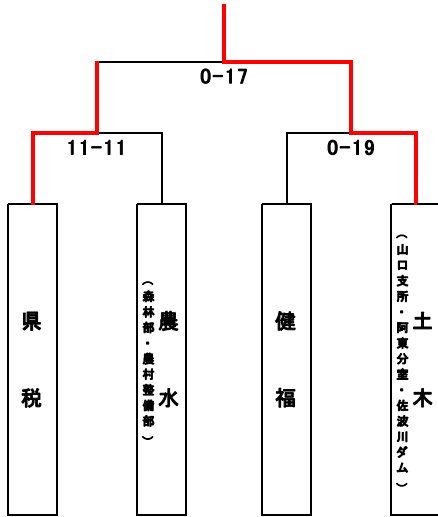 0-17
11-11
0-19
県税
農水
(森林部・農村整備部)
健福
土木
(山口支所・阿東分室・佐波川ダム)